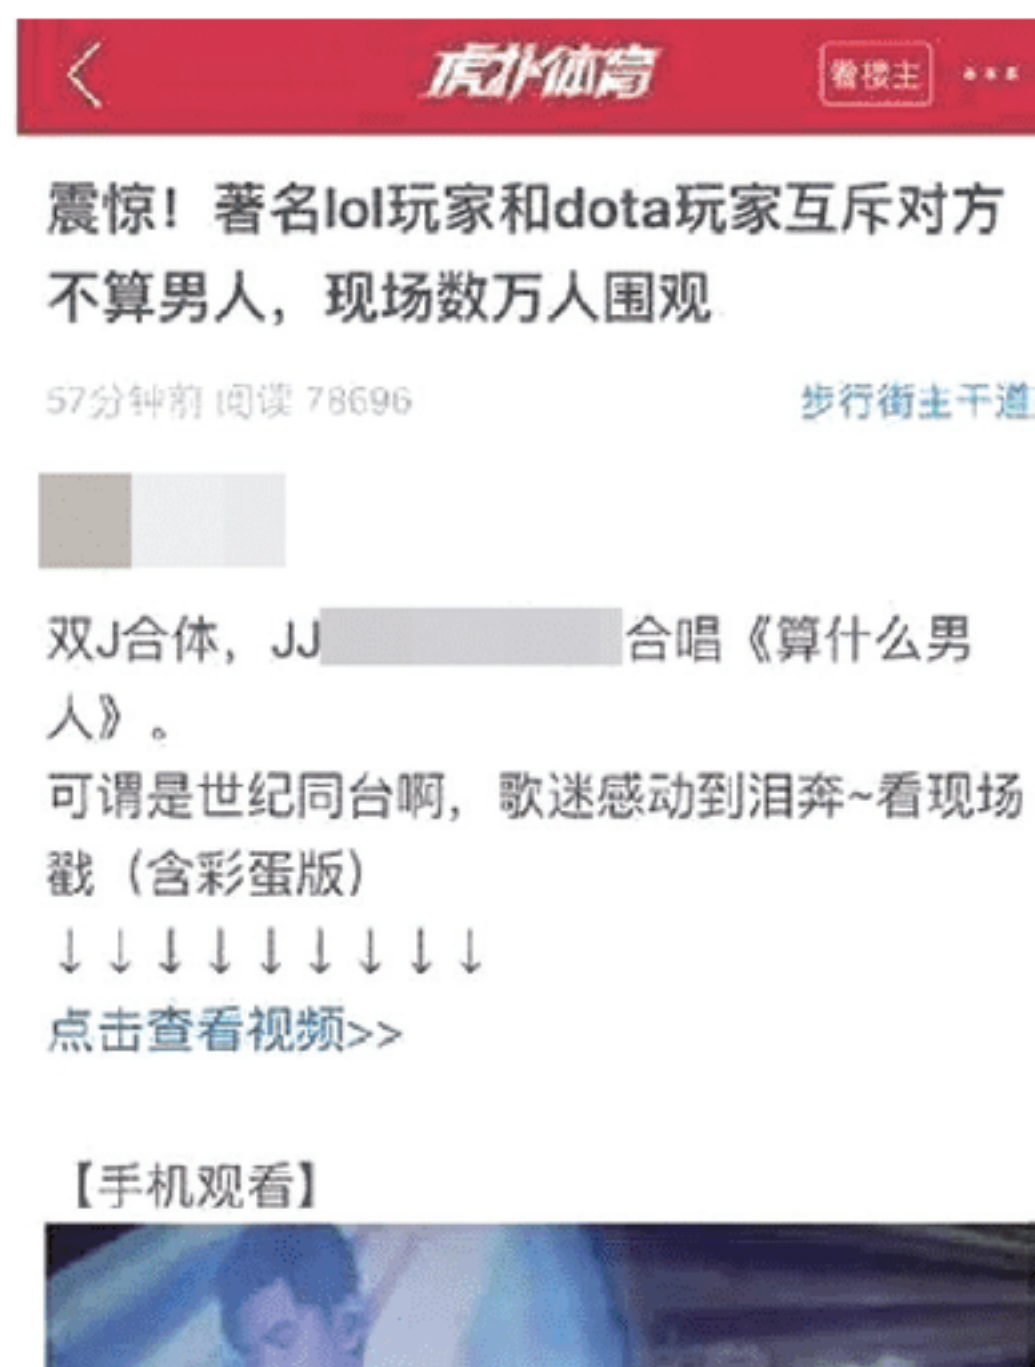 虎扑体育
看楼主
震惊！著名lol玩家和dota玩家互斥对方
不算男人，现场数万人围观
57分钟前 阅读 78696
步行街主干道
双J合体，JJ
合唱《算什么男
人》。
可谓是世纪同台啊，歌迷感动到泪奔~看现场
戳（含彩蛋版）
↓↓↓↓↓↓↓↓↓
点击查看视频>>
【手机观看】